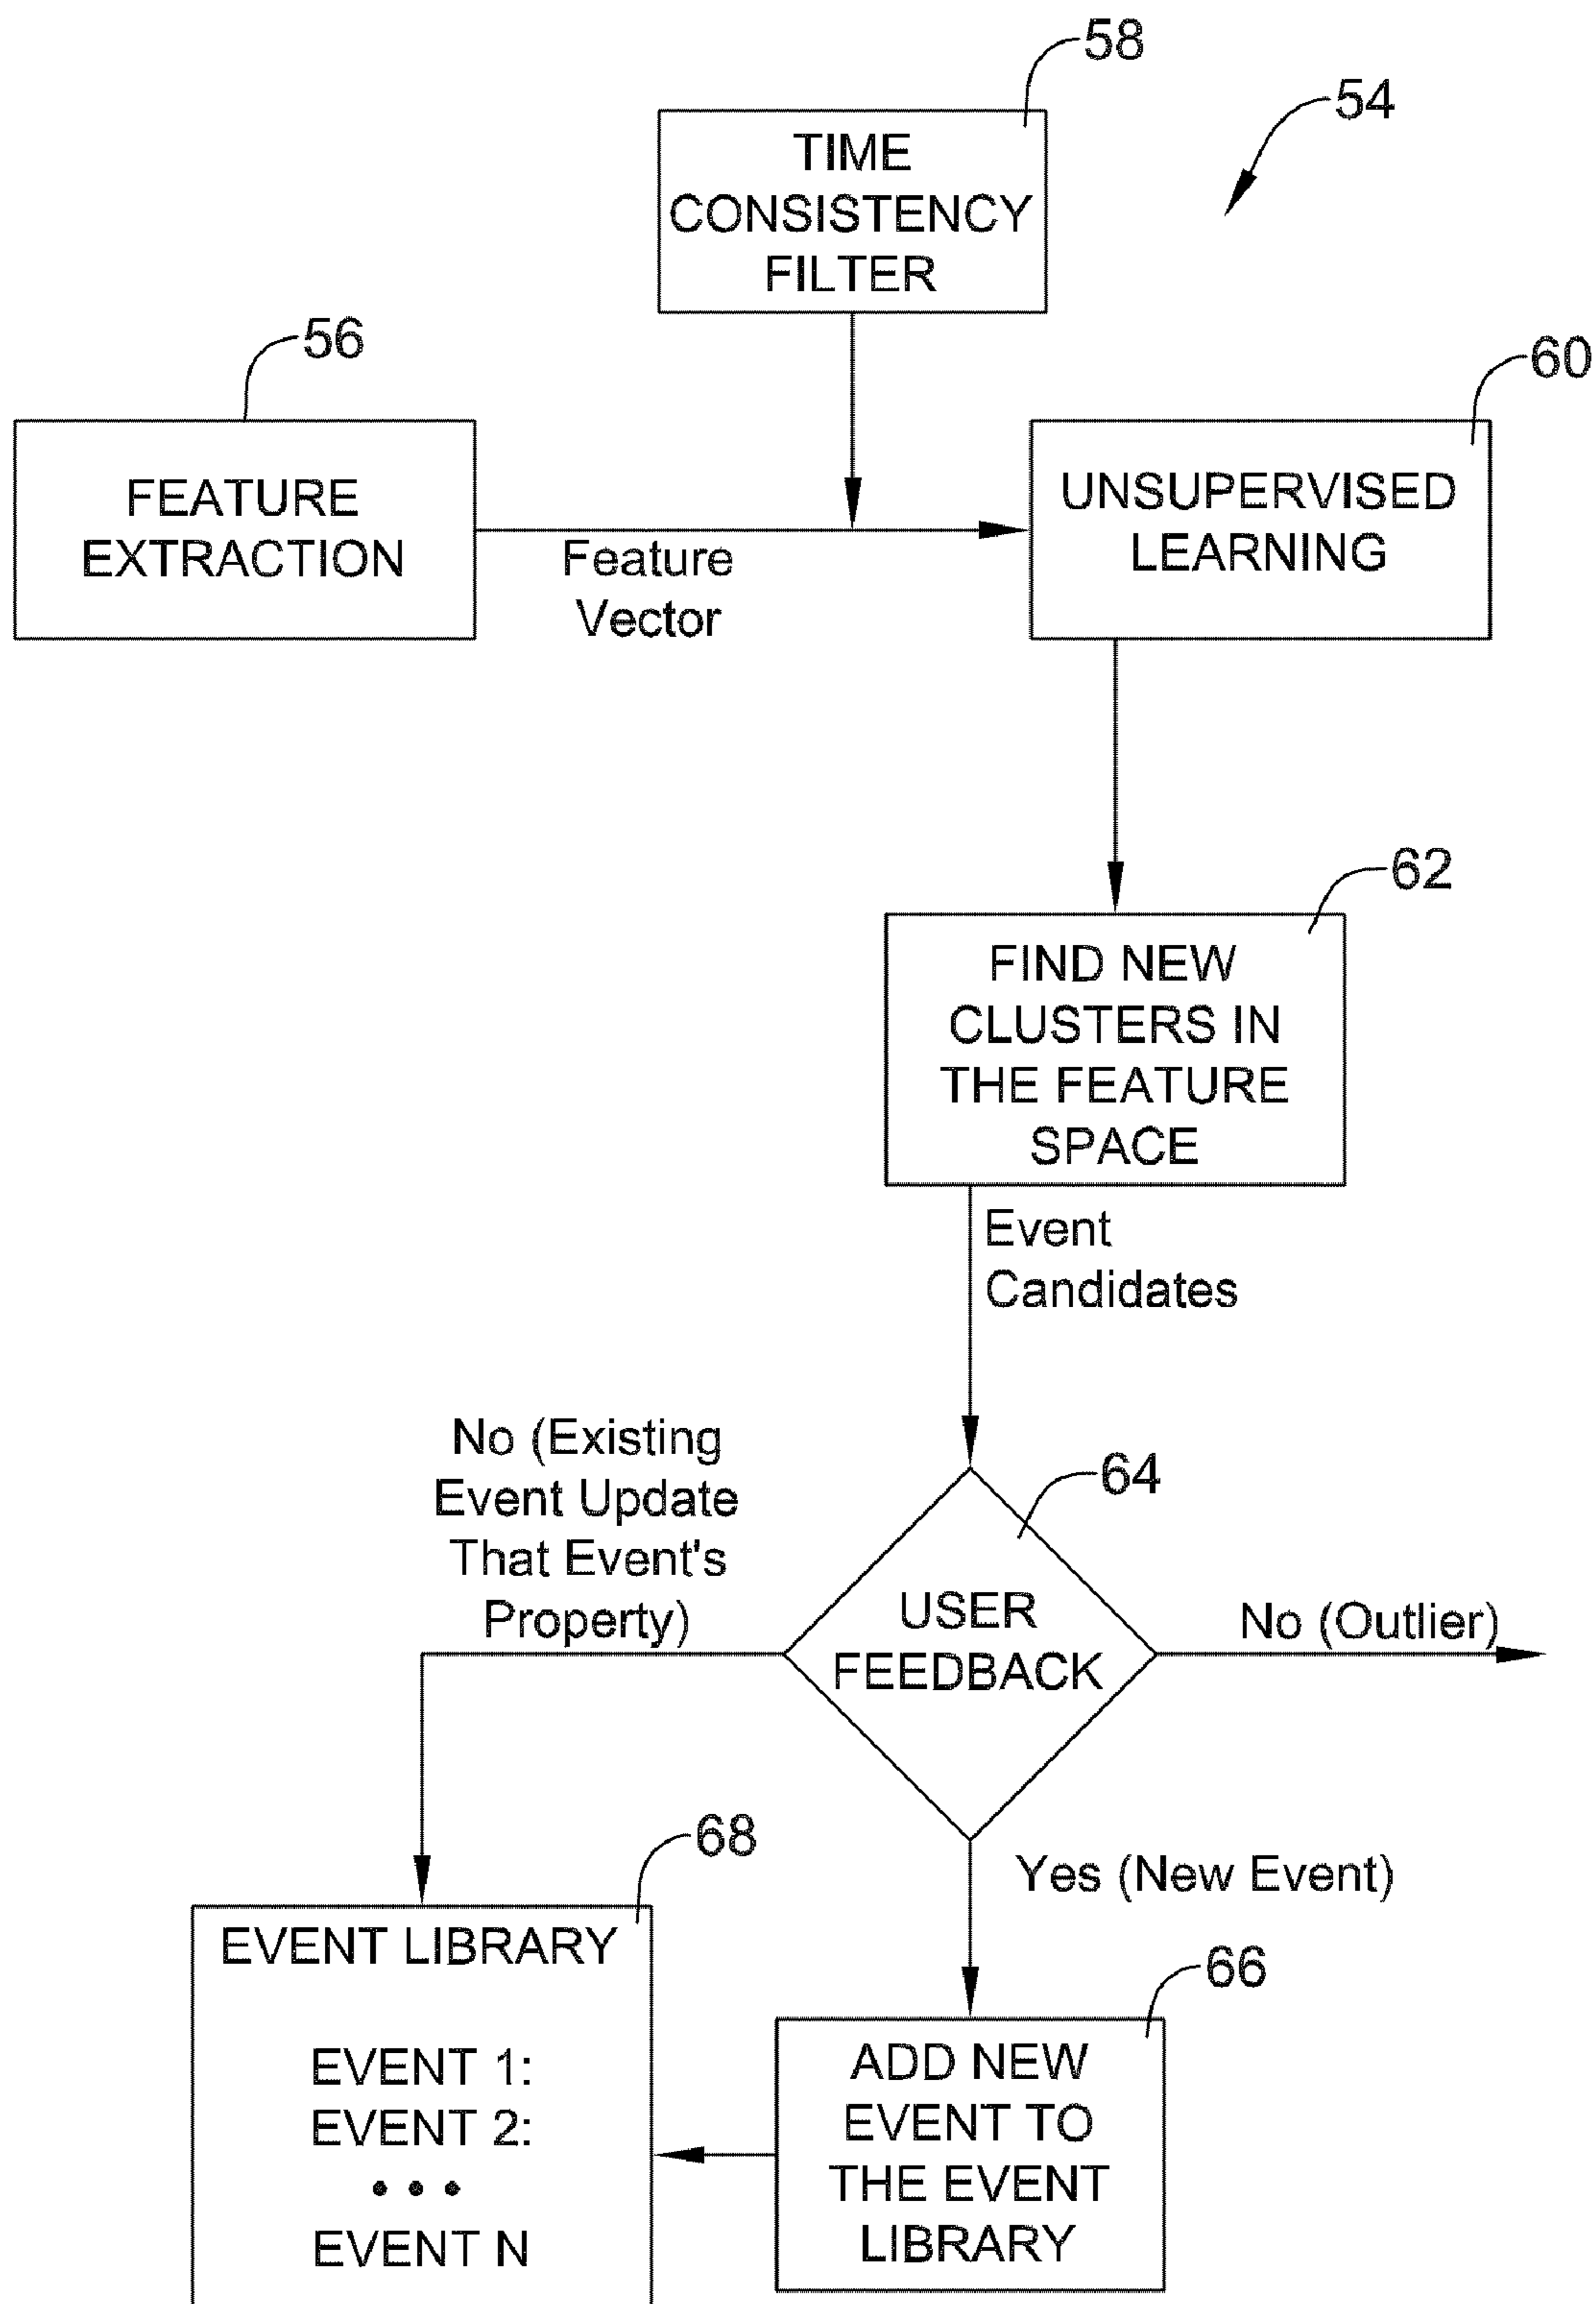 58
54
TIME
CONSISTENCY
FILTER
56
60
FEATURE
EXTRACTION
Feature
Vector
UNSUPERVISED
LEARNING
62
FIND NEW
CLUSTERS IN
THE FEATURE
SPACE
Event
Candidates
No (Existing
Event Update
That Event's
Property)
64
USER
FEEDBACK
No (Outlier)
68
Yes (New Event)
EVENT LIBRARY
EVENT 1:
EVENT 2:
• • •
EVENT N
66
ADD NEW
EVENT TO
THE EVENT
LIBRARY